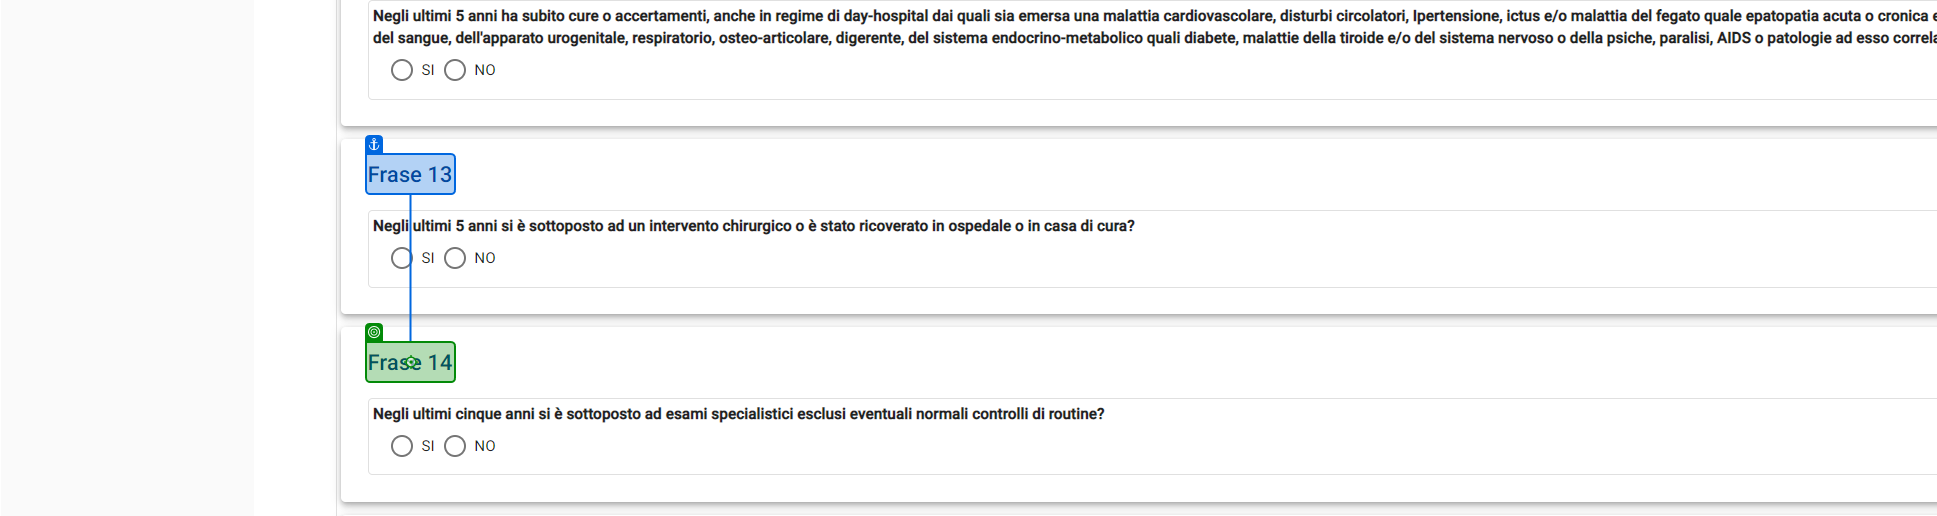 Negli ultimi 5 anni ha subito cure o accertamenti, anche in regime di day-hospital dai quali sia emersa una malattia cardiovascolare, disturbi circolatori, Ipertensione, ictus e/o malattia del fegato quale epatopatia acuta o cronica e
del sangue, dell'apparato urogenitale, respiratorio, osteo-articolare, digerente, del sistema endocrino-metabolico quali diabete, malattie della tiroide e/o del sistema nervoso o della psiche, paralisi, AIDS o patologie ad esso correla
SI NO
Frase 13
Negli ultimi 5 anni si è sottoposto ad un intervento chirurgico o è stato ricoverato in ospedale o in casa di cura?
SI NO
Frase 14
Negli ultimi cinque anni si è sottoposto ad esami specialistici esclusi eventuali normali controlli di routine?
SI NO